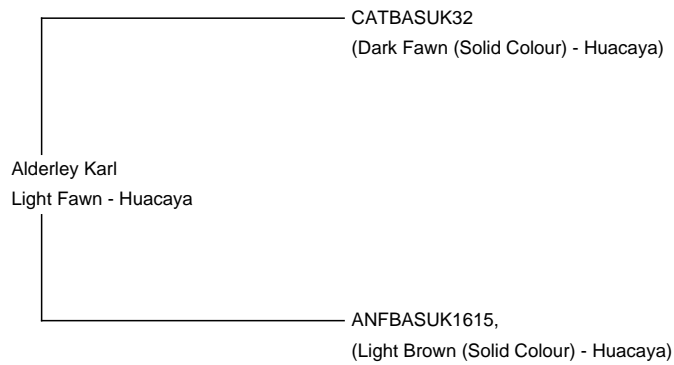 CATBASUK32
(Dark Fawn (Solid Colour) - Huacaya)
Alderley Karl
Light Fawn - Huacaya
ANFBASUK1615,
(Light Brown (Solid Colour) - Huacaya)